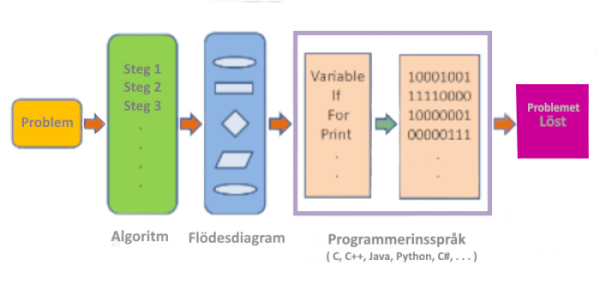 Problem
Steg 1
Steg 2
Steg 3
.
.
.
.
Algoritm
Flödesdiagram
Variable
If
For
Print
.
.
10001001
11110000
10000001
00000111
.
.
Programmerinsspråk
( C, C++, Java, Python, C#, . . . )
Problemet
Löst